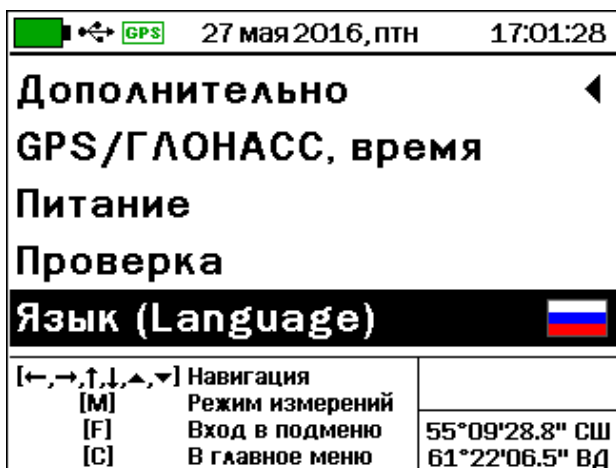 GPS 27 мая 2016, птн 17:01:28
Дополнительно
GPS/ГЛОНАСС, время
Питание
Проверка
Язык (Language)
[←,→,↑,↓,▲,▼] Навигация
[M] Режим измерений
[F] Вход в подменю
[C] В главное меню
55°09'28.8" СШ
61°22'06.5" ВД